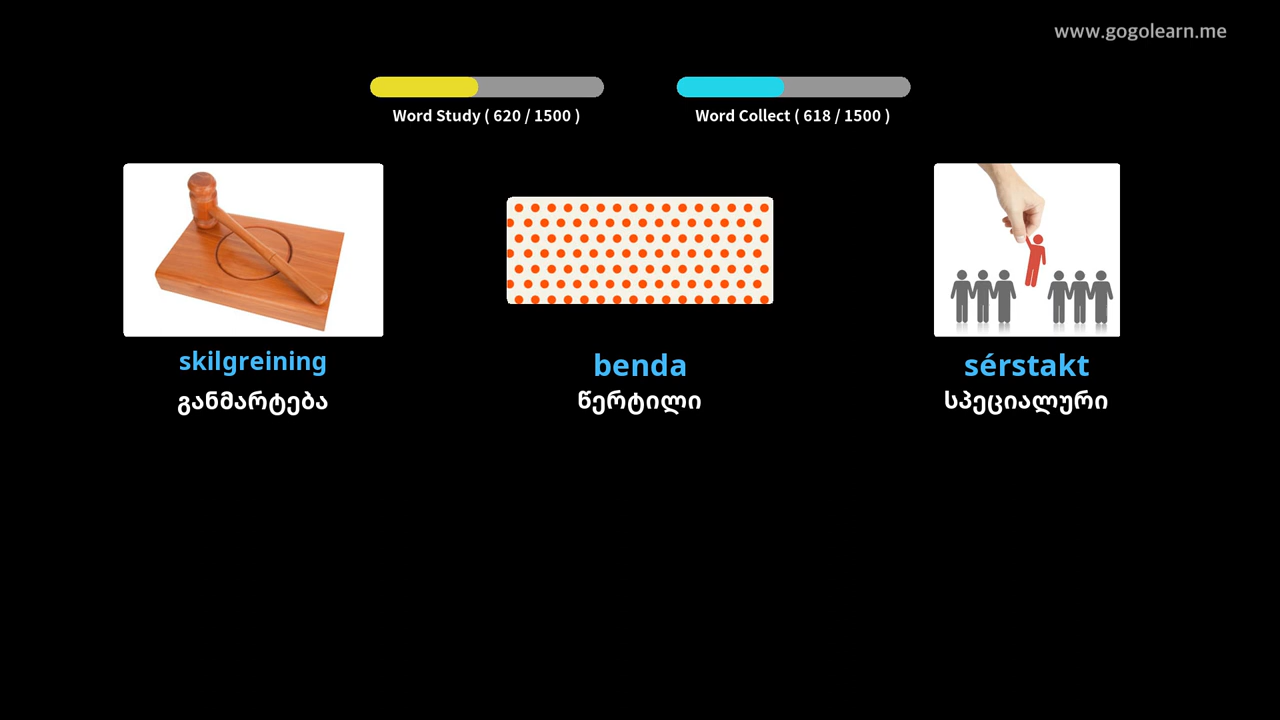 www.gogolearn.me
Word Study ( 620 / 1500 )
Word Collect ( 618 / 1500 )
skilgreining
განმარტება
benda
წერტილი
sérstakt
სპეციალური